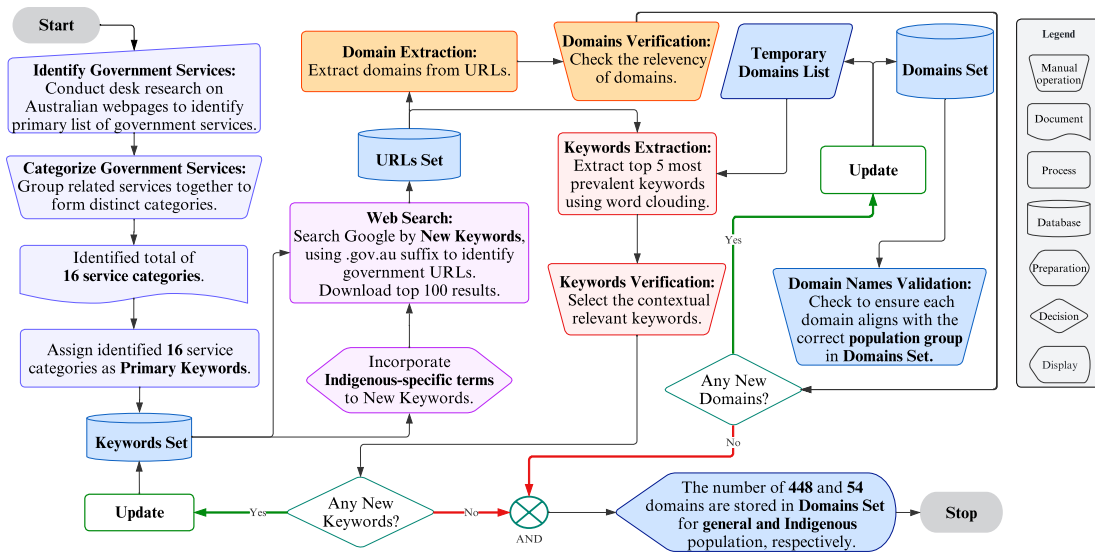 Start
Identify Government Services:
Conduct desk research on
Australian webpages to identify
primary list of government services.
Categorize Government Services:
Group related services together to
form distinct categories.
Identified total of
16 service categories.
Assign identified 16 service
categories as Primary Keywords.
Keywords Set
Update
Domain Extraction:
Extract domains from URLs.
URLs Set
Web Search:
Search Google by New Keywords,
using .gov.au suffix to identify
government URLs.
Download top 100 results.
Incorporate
Indigenous-specific terms
to New Keywords.
Yes
Any New
Keywords?
No
AND
Domains Verification:
Check the relevency
of domains.
Keywords Extraction:
Extract top 5 most
prevalent keywords
using word clouding.
Keywords Verification:
Select the contextual
relevant keywords.
Temporary
Domains List
Domains Set
Update
Yes
Domain Names Validation:
Check to ensure each
domain aligns with the
correct population group
in Domains Set.
Any New
Domains?
No
The number of 448 and 54
domains are stored in Domains Set
for general and Indigenous
population, respectively.
Stop
Legend
Manual
operation
Document
Process
Database
Preparation
Decision
Display